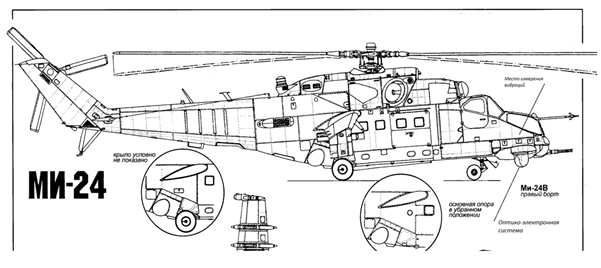 Место измерения
вибраций
крыло условно
не показано
МИ-24
Ми-24В
правый борт
основная опора
в убранном
положении
Оптико-электронная
система